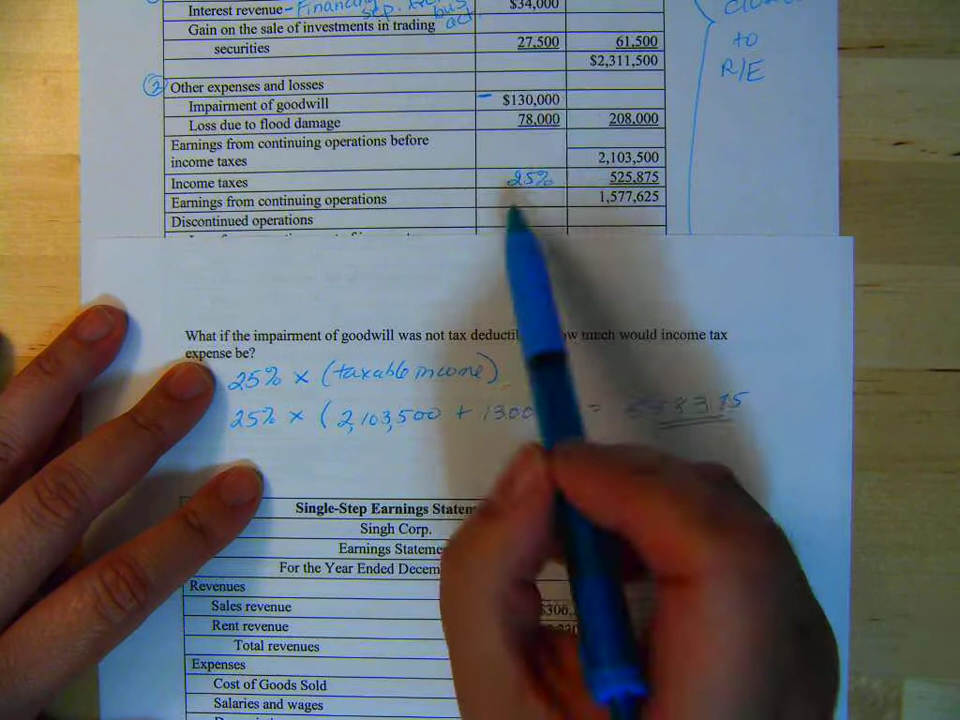 Interest revenue - Financing $34,000
sep. bus
act.
Gain on the sale of investments in trading
securities 27,500 61,500
$2,311,500
to
R/E
② Other expenses and losses
Impairment of goodwill - $130,000
Loss due to flood damage 78,000 208,000
Earnings from continuing operations before
income taxes 2,103,500
Income taxes 25% 525,875
Earnings from continuing operations 1,577,625
Discontinued operations
What if the impairment of goodwill was not tax much would income tax
expense be?
25% × (taxable income)
25% × (2,103,500 + 1300 = 558375
Single-Step Earnings
Singh Corp.
Earnings
For the Year Ended
Revenues
Sales revenue
Rent revenue
Total revenues
Expenses
Cost of Goods Sold
Salaries and wages